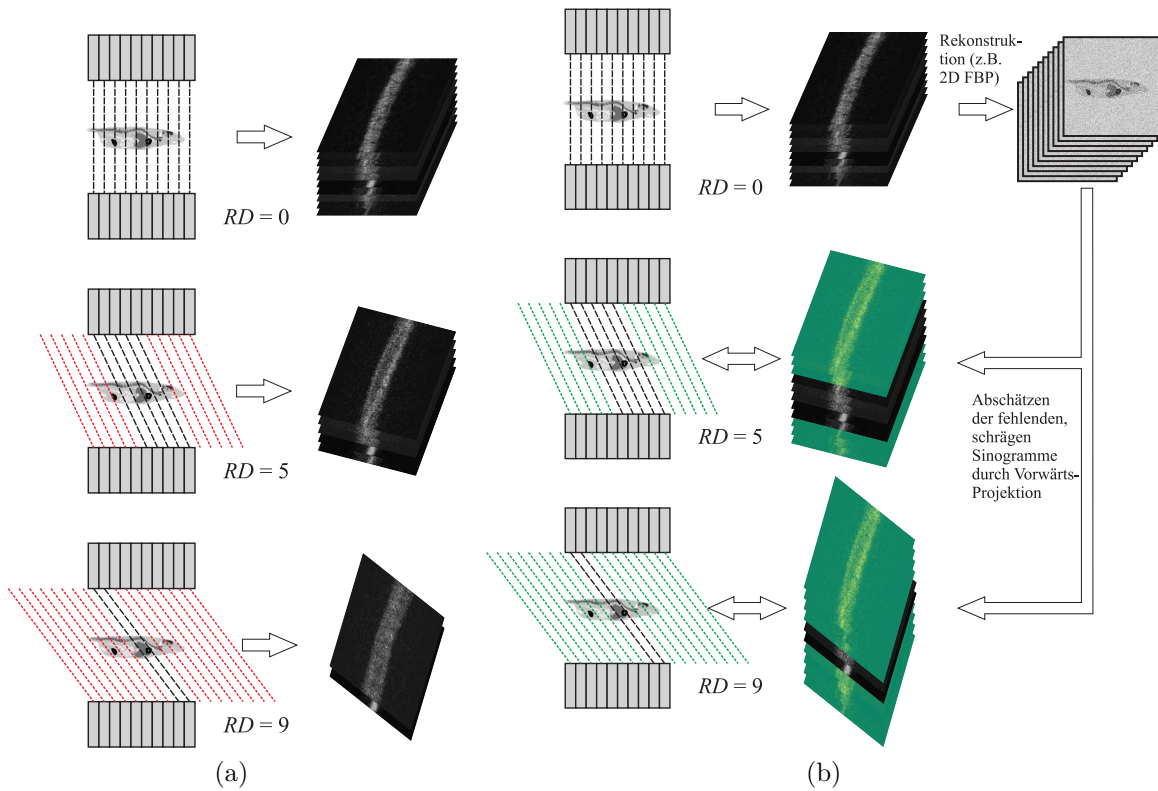 RD = 0
RD = 5
RD = 9
(a)
Rekonstruk-
tion (z.B.
2D FBP)
RD = 0
RD = 5
Abschätzen
der fehlenden,
schrägen
Sinogramme
durch Vorwärts-
Projektion
RD = 9
(b)